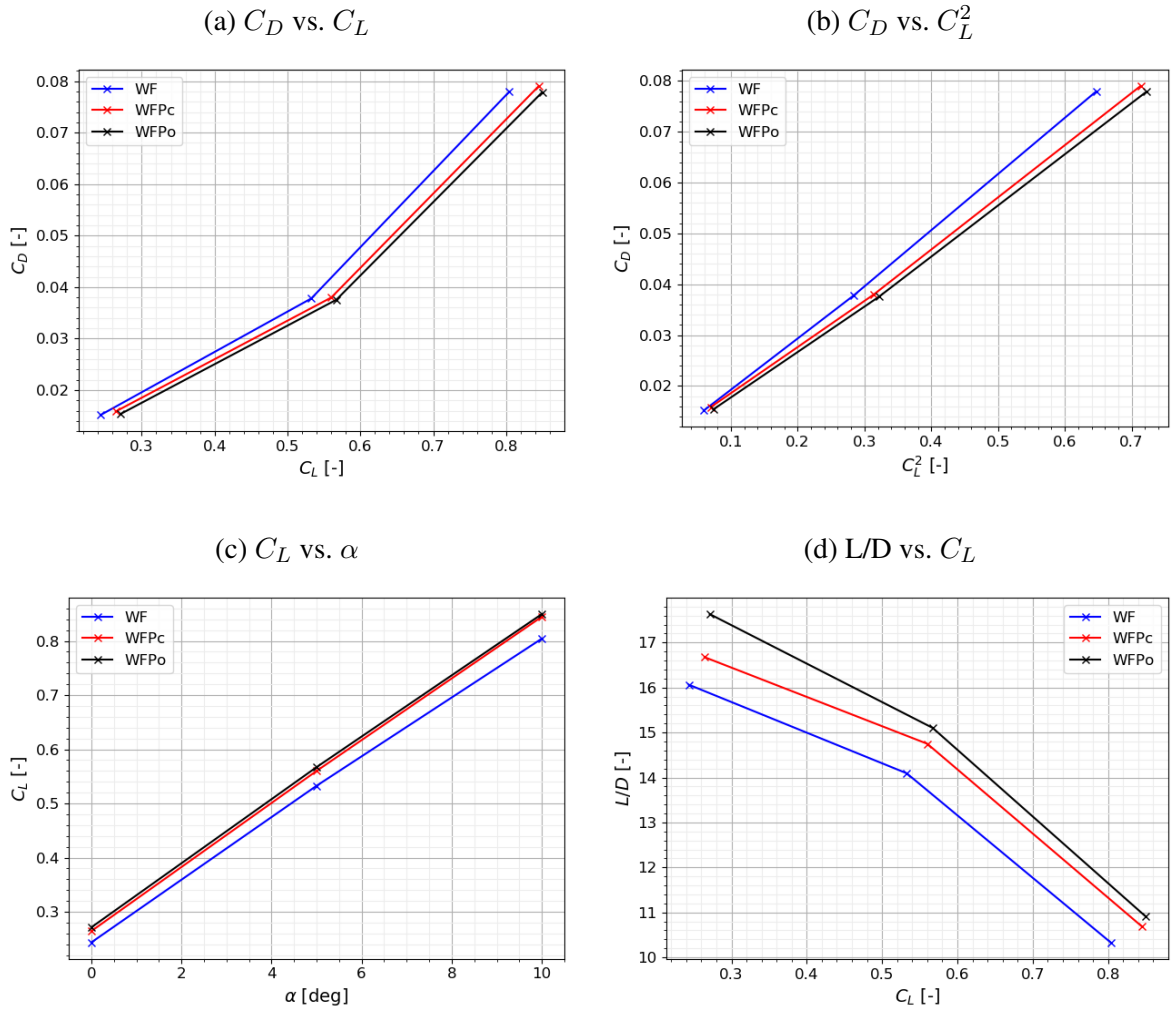 (a) C_D vs. C_L
0.08
0.07
0.06
0.05
0.04
0.03
0.02
C_D [-]
WF
WFPc
WFPo
0.3 0.4 0.5 0.6 0.7 0.8
C_L [-]
(b) C_D vs. C_L^2
0.08
0.07
0.06
0.05
0.04
0.03
0.02
C_D [-]
WF
WFPc
WFPo
0.1 0.2 0.3 0.4 0.5 0.6 0.7
C_L^2 [-]
(c) C_L vs. α
0.8
0.7
0.6
0.5
0.4
0.3
C_L [-]
WF
WFPc
WFPo
0 2 4 6 8 10
α [deg]
(d) L/D vs. C_L
17
16
15
14
13
12
11
10
L/D [-]
WF
WFPc
WFPo
0.3 0.4 0.5 0.6 0.7 0.8
C_L [-]